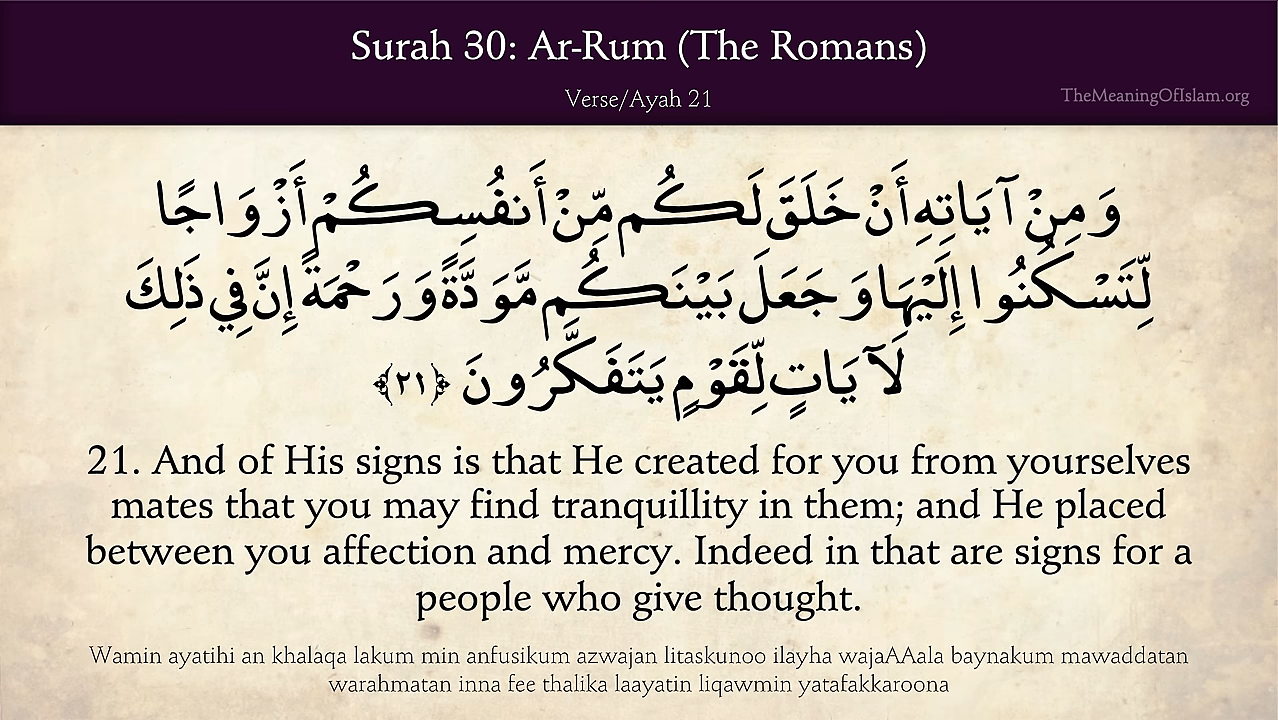 Surah 30: Ar-Rum (The Romans)
Verse/Ayah 21
TheMeaningOfIslam.org
وَمِنْ آيَاتِهِ أَنْ خَلَقَ لَكُم مِّنْ أَنفُسِكُمْ أَزْوَاجًا
لِّتَسْكُنُوا إِلَيْهَا وَجَعَلَ بَيْنَكُم مَّوَدَّةً وَرَحْمَةً إِنَّ فِي ذَلِكَ
لَآيَاتٍ لِّقَوْمٍ يَتَفَكَّرُونَ ﴿٢١﴾
21. And of His signs is that He created for you from yourselves
mates that you may find tranquillity in them; and He placed
between you affection and mercy. Indeed in that are signs for a
people who give thought.
Wamin ayatihi an khalaqa lakum min anfusikum azwajan litaskunoo ilayha wajaAAala baynakum mawaddatan
warahmatan inna fee thalika laayatin liqawmin yatafakkaroona